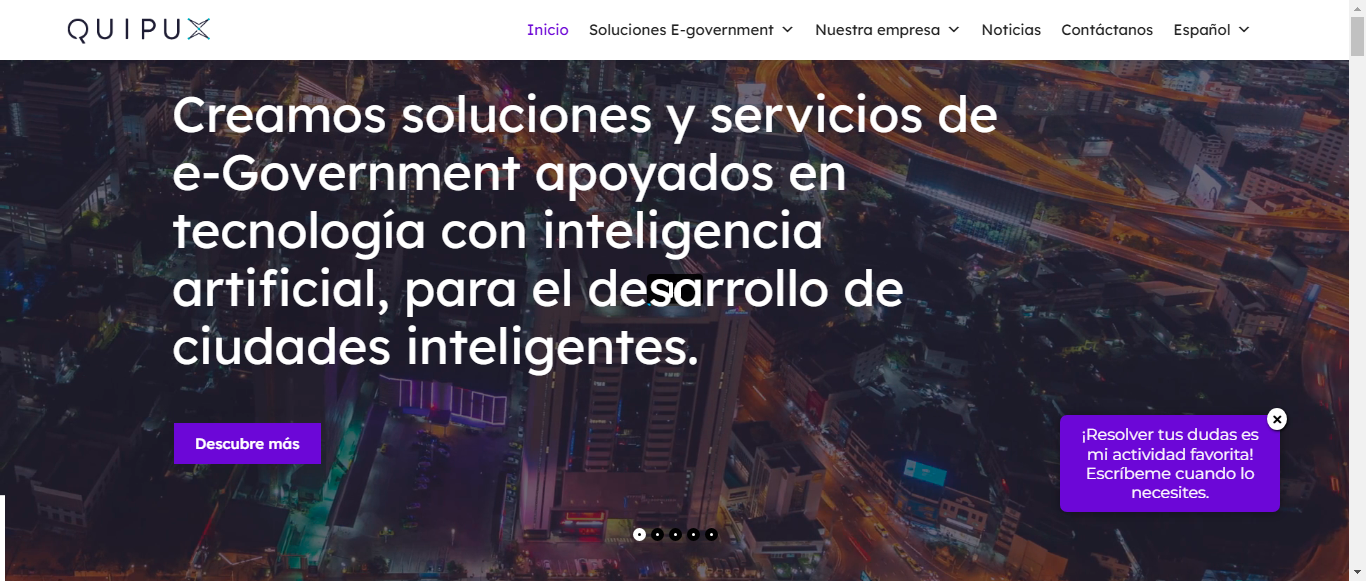 QUIPUX
Inicio
Soluciones E-government
Nuestra empresa
Noticias
Contáctanos
Español
Creamos soluciones y servicios de
e-Government apoyados en
tecnología con inteligencia
artificial, para el desarrollo de
ciudades inteligentes.
Descubre más
¡Resolver tus dudas es
mi actividad favorita!
Escríbeme cuando lo
necesites.